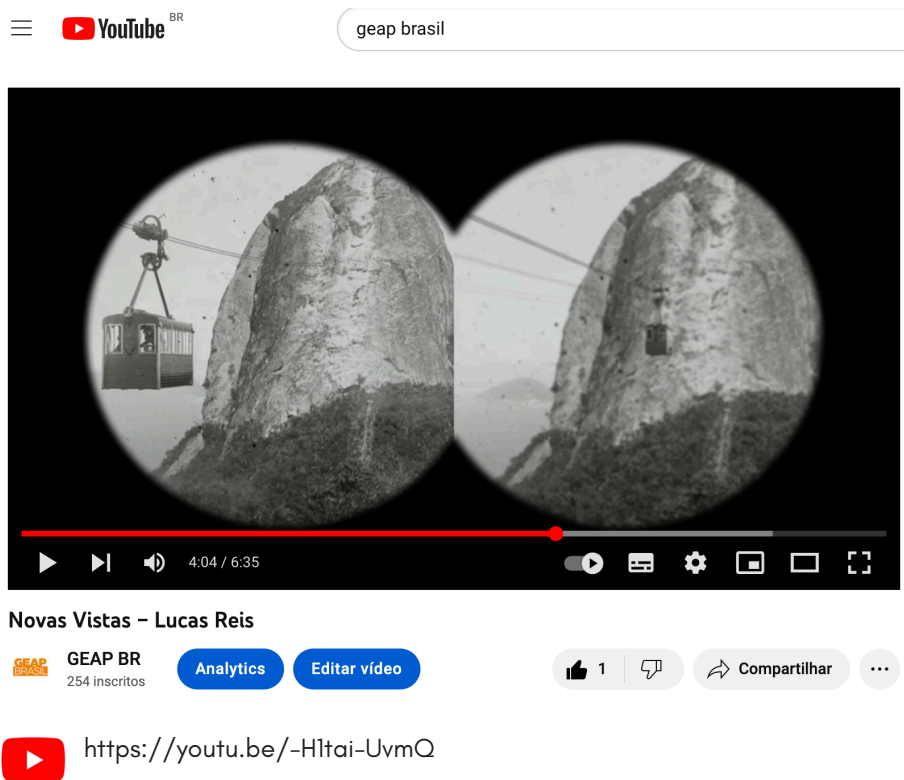 YouTube BR
geap brasil
4:04 / 6:35
Novas Vistas – Lucas Reis
GEAP BRASIL
GEAP BR
254 inscritos
Analytics
Editar vídeo
1
Compartilhar
https://youtu.be/-H1tai-UvmQ